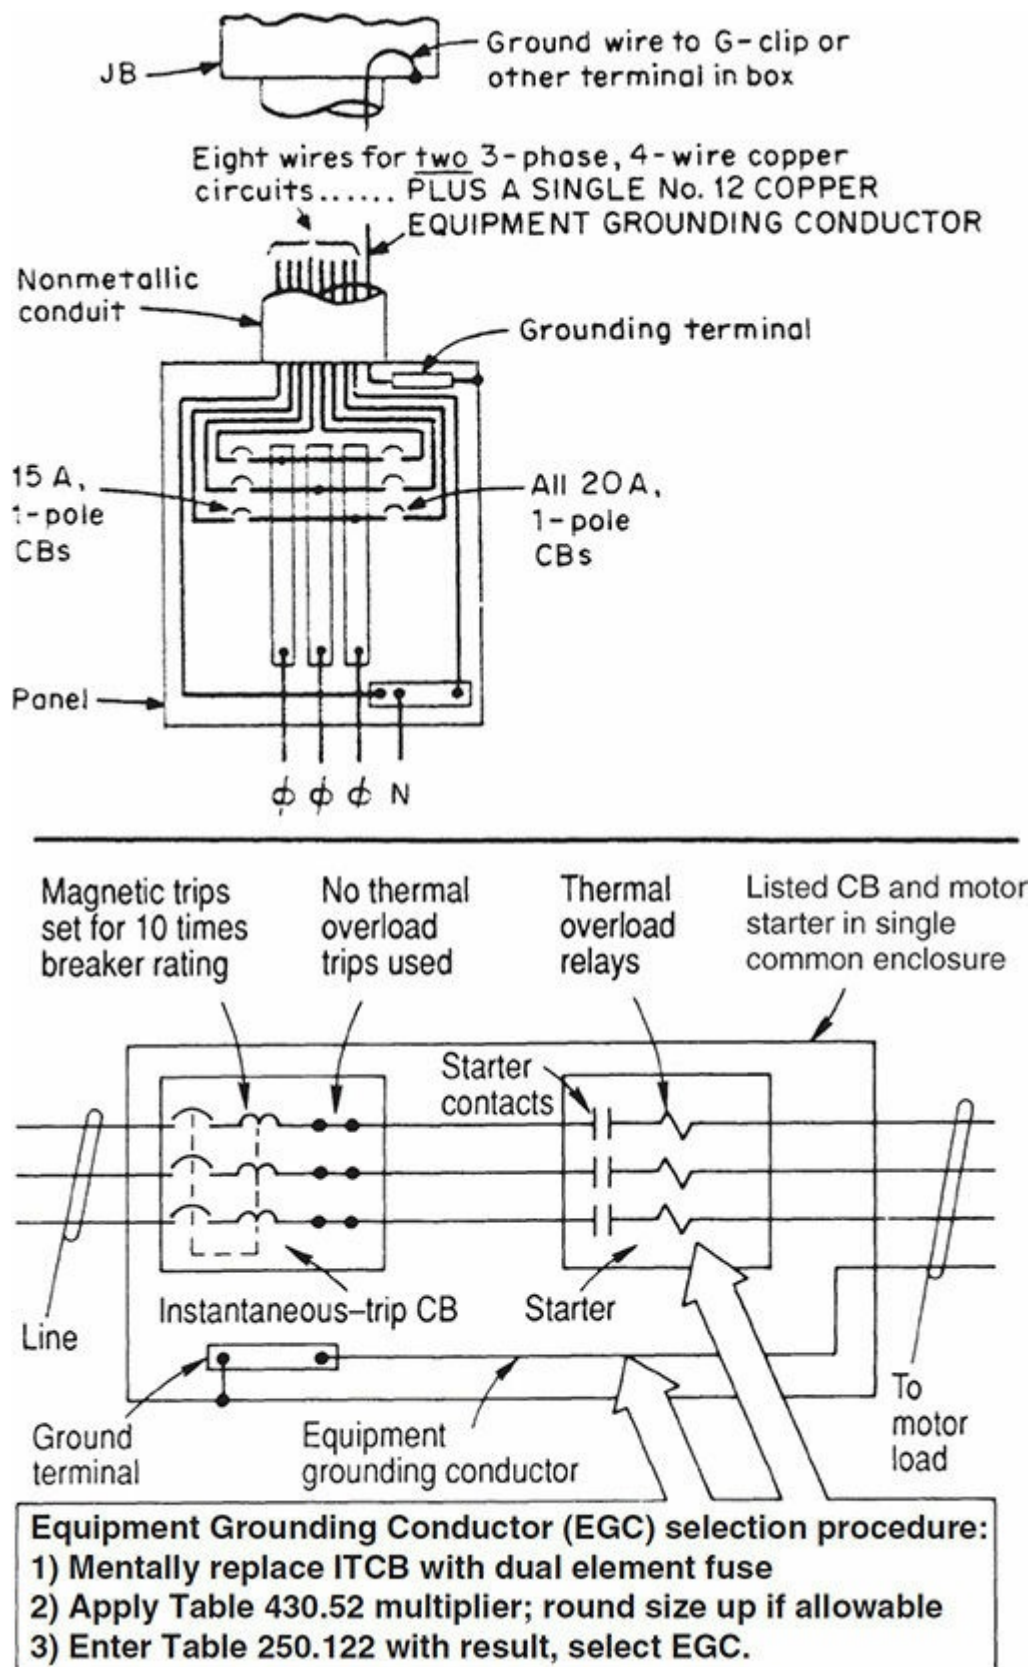 Ground wire to G-clip or
other terminal in box
JB
Eight wires for two 3-phase, 4-wire copper
circuits...... PLUS A SINGLE No. 12 COPPER
EQUIPMENT GROUNDING CONDUCTOR
Nonmetallic
conduit
Grounding terminal
15 A,
1-pole
CBs
All 20 A,
1-pole
CBs
Panel
ϕ ϕ ϕ N
Magnetic trips
set for 10 times
breaker rating
No thermal
overload
trips used
Thermal
overload
relays
Listed CB and motor
starter in single
common enclosure
Starter
contacts
Instantaneous–trip CB
Starter
Line
To
motor
load
Ground
terminal
Equipment
grounding conductor
Equipment Grounding Conductor (EGC) selection procedure:
1) Mentally replace ITCB with dual element fuse
2) Apply Table 430.52 multiplier; round size up if allowable
3) Enter Table 250.122 with result, select EGC.